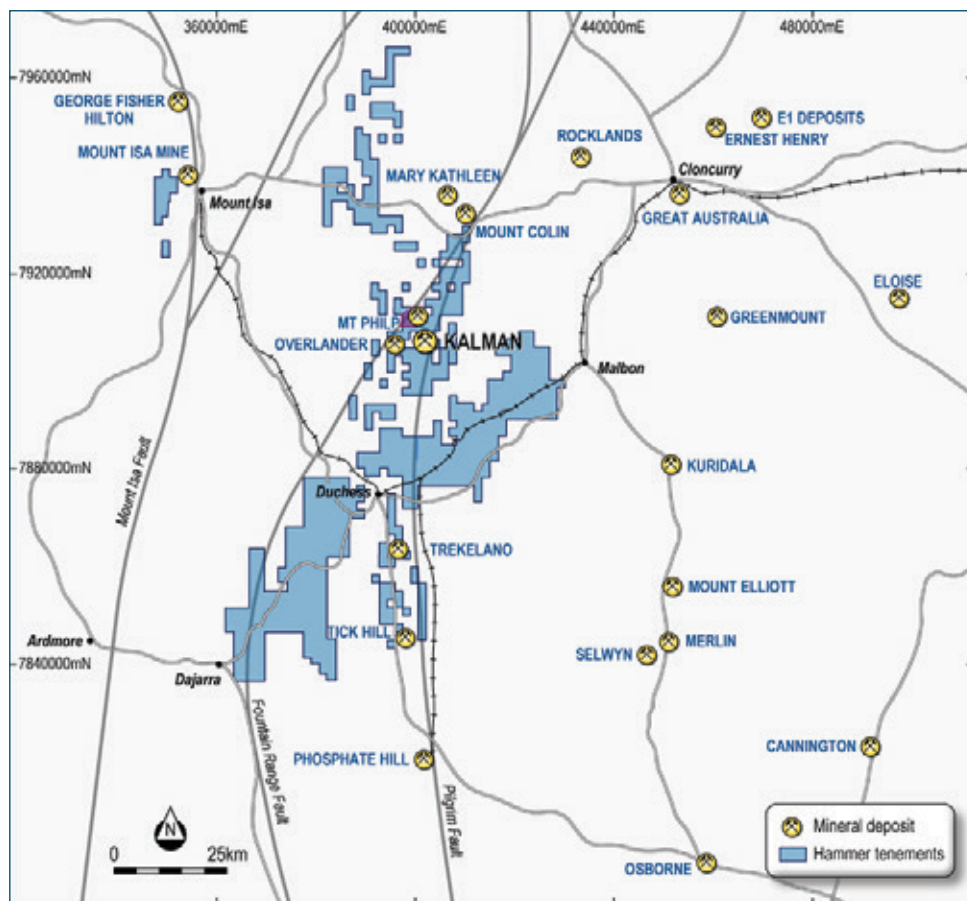 360000mE
400000mE
440000mE
480000mE
7960000mN
GEORGE FISHER
HILTON
E1 DEPOSITS
ERNEST HENRY
ROCKLANDS
MOUNT ISA MINE
Cloncurry
MARY KATHLEEN
Mount Isa
GREAT AUSTRALIA
MOUNT COLIN
7920000mN
ELOISE
MT PHILP
GREENMOUNT
OVERLANDER
KALMAN
Malbon
7880000mN
KURIDALA
Mount Isa Fault
Duchess
TREKELANO
MOUNT ELLIOTT
TICK HILL
Ardmore
MERLIN
SELWYN
7840000mN
Dajarra
Fountain Range Fault
CANNINGTON
PHOSPHATE HILL
Pilgrim Fault
N
0 25km
Mineral deposit
Hammer tenements
OSBORNE